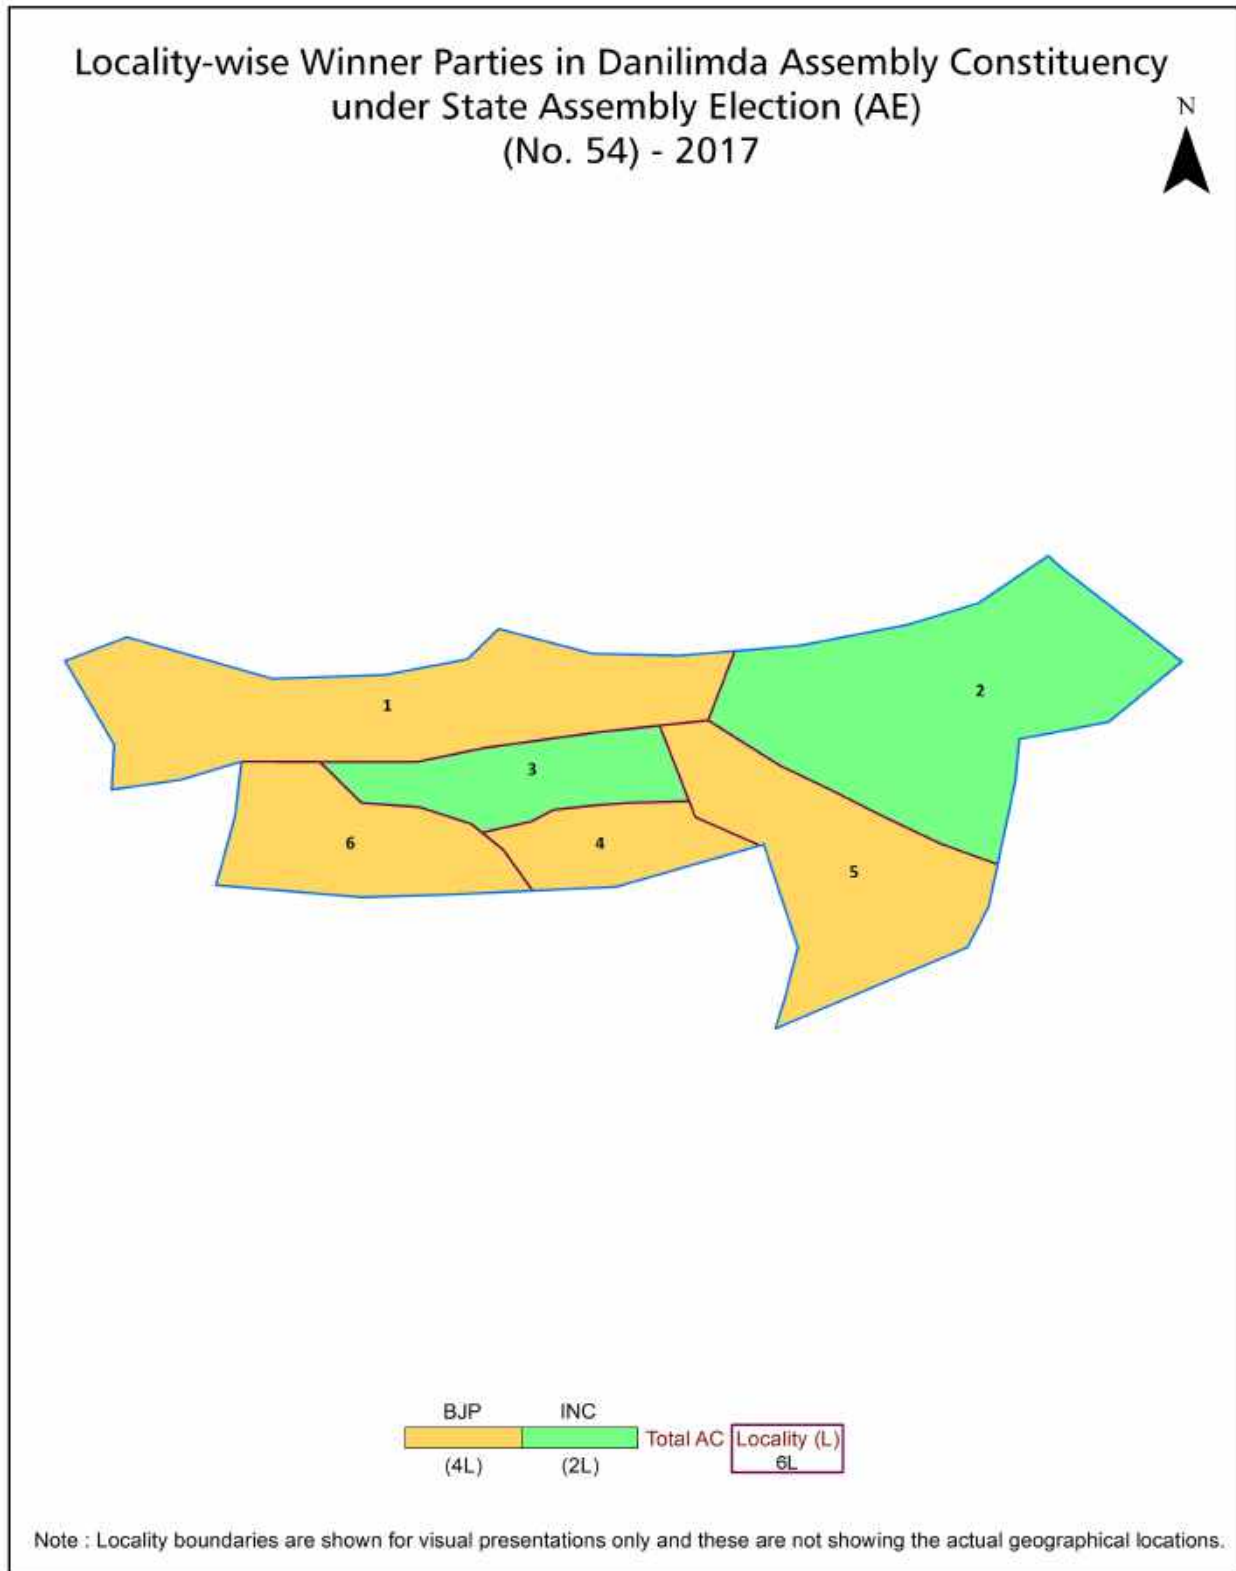 Locality-wise Winner Parties in Danilimda Assembly Constituency
under State Assembly Election (AE)
(No. 54) - 2017
N
2
1
3
6
4
5
BJP INC
Total AC Locality (L)
(4L) (2L) 6L
Note : Locality boundaries are shown for visual presentations only and these are not showing the actual geographical locations.